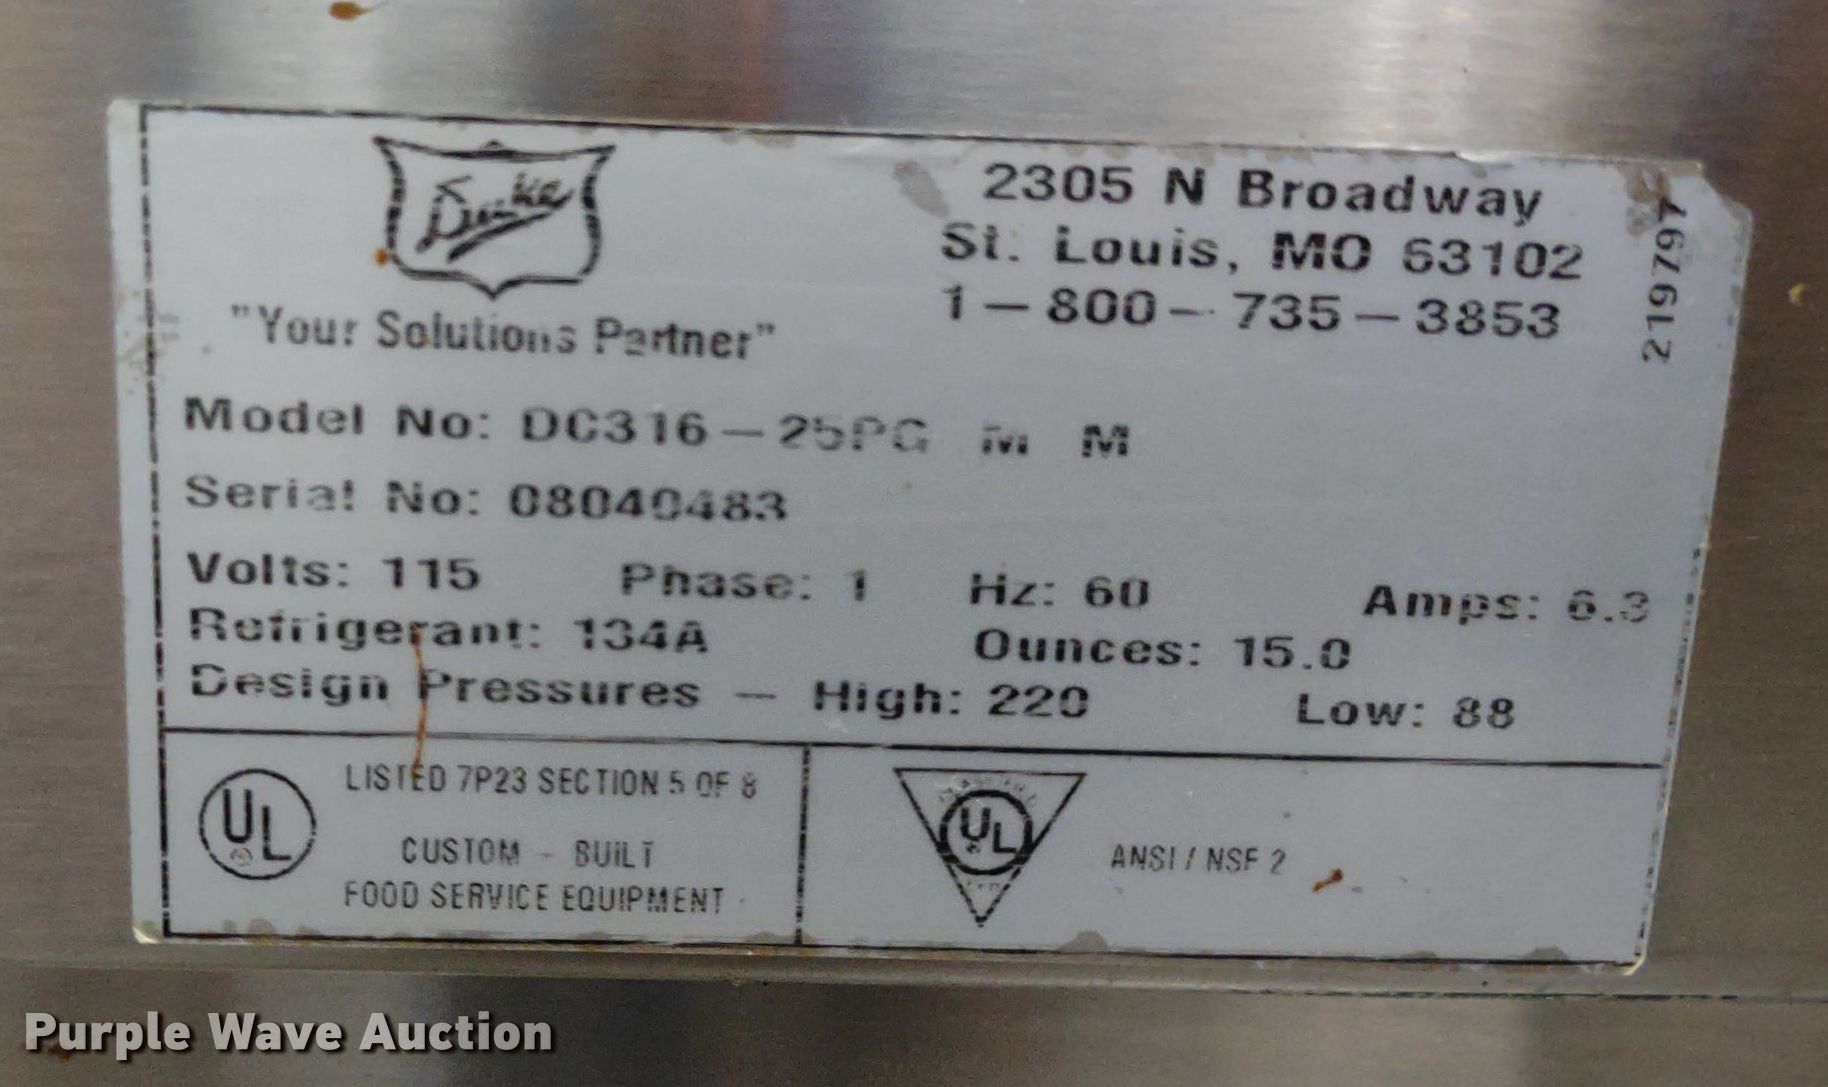 Duke
"Your Solutions Partner"
2305 N Broadway
St. Louis, MO 63102
1-800-735-3853
219797
Model No: DC316-25PG M M
Serial No: 08040483
Volts: 115 Phase: 1 Hz: 60 Amps: 6.3
Refrigerant: 134A Ounces: 15.0
Design Pressures - High: 220 Low: 88
UL
LISTED 7P23 SECTION 5 OF 8
CUSTOM - BUILT
FOOD SERVICE EQUIPMENT
UL
ANSI / NSF 2
Purple Wave Auction